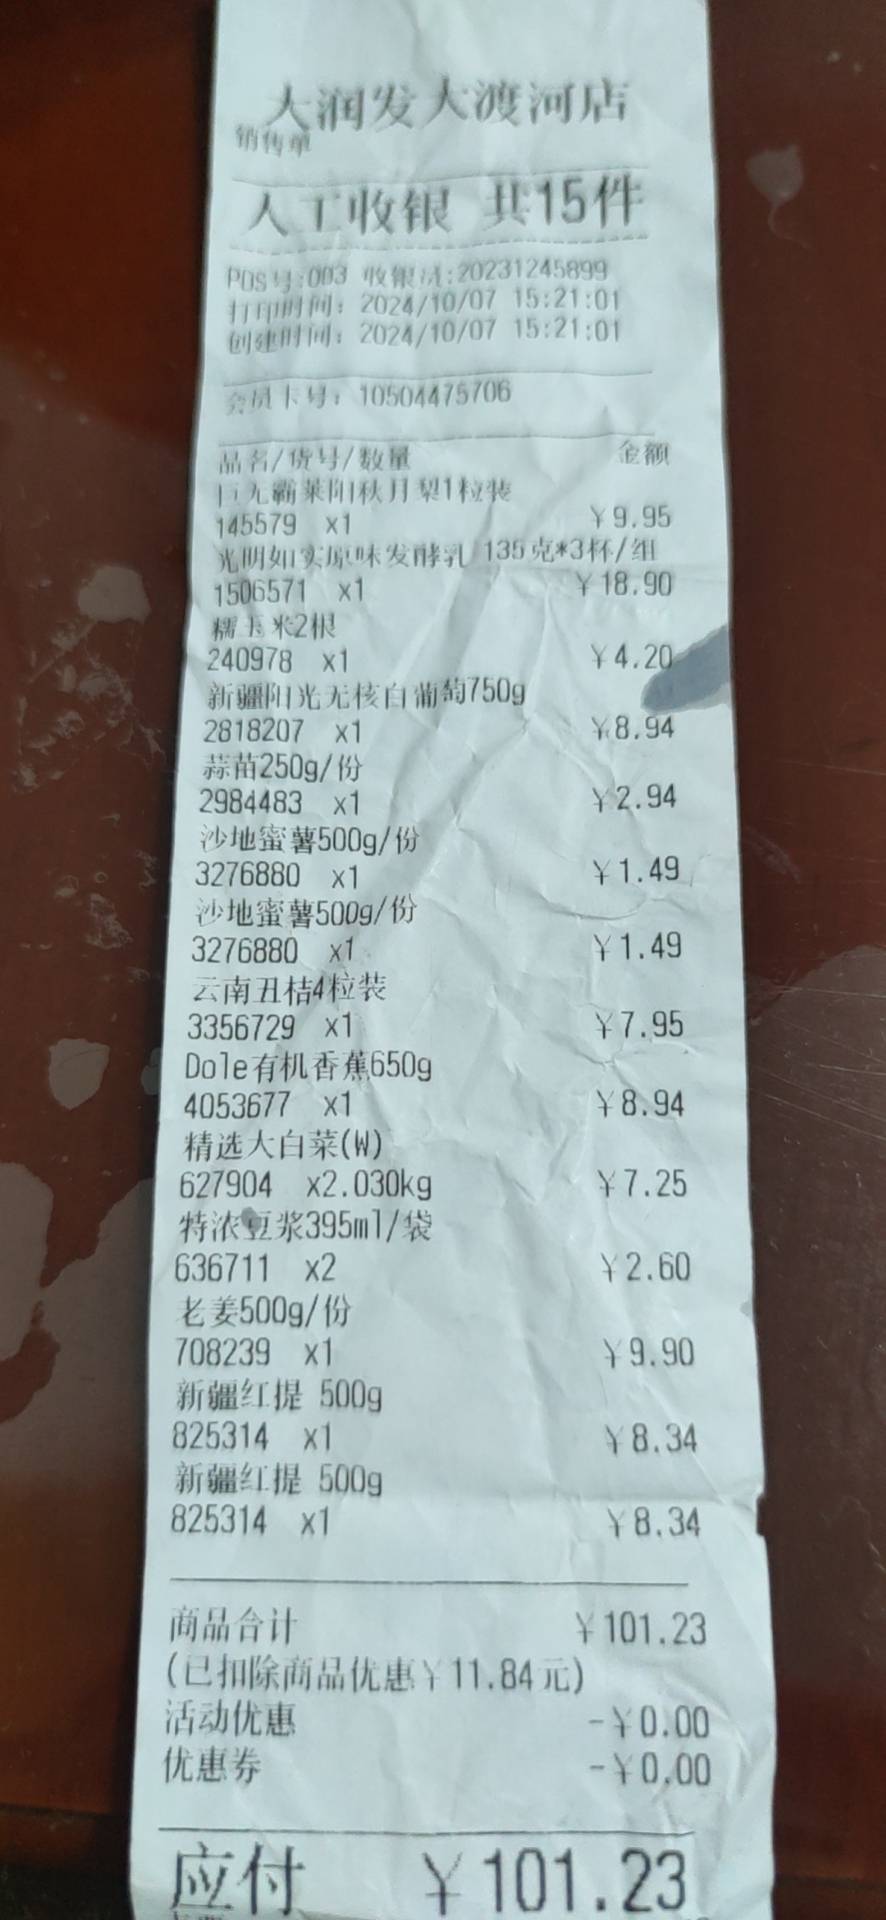 大润发大渡河店
销售单
人工收银 共15件
POS号:003 收银员:20231245899
打印时间: 2024/10/07 15:21:01
创建时间: 2024/10/07 15:21:01
会员卡号: 10504475706
品名/货号/数量 金额
巨无霸莱阳秋月梨1粒装
145579 x1 ￥9.95
光明如实原味发酵乳 135克*3杯/组
1506571 x1 ￥18.90
糯玉米2根
240978 x1 ￥4.20
新疆阳光无核白葡萄750g
2818207 x1 ￥8.94
蒜苗250g/份
2984483 x1 ￥2.94
沙地蜜薯500g/份
3276880 x1 ￥1.49
沙地蜜薯500g/份
3276880 x1 ￥1.49
云南丑桔4粒装
3356729 x1 ￥7.95
Dole有机香蕉650g
4053677 x1 ￥8.94
精选大白菜(W)
627904 x2.030kg ￥7.25
特浓豆浆395ml/袋
636711 x2 ￥2.60
老姜500g/份
708239 x1 ￥9.90
新疆红提 500g
825314 x1 ￥8.34
新疆红提 500g
825314 x1 ￥8.34
商品合计 ￥101.23
(已扣除商品优惠￥11.84元)
活动优惠 -￥0.00
优惠券 -￥0.00
应付 ￥101.23